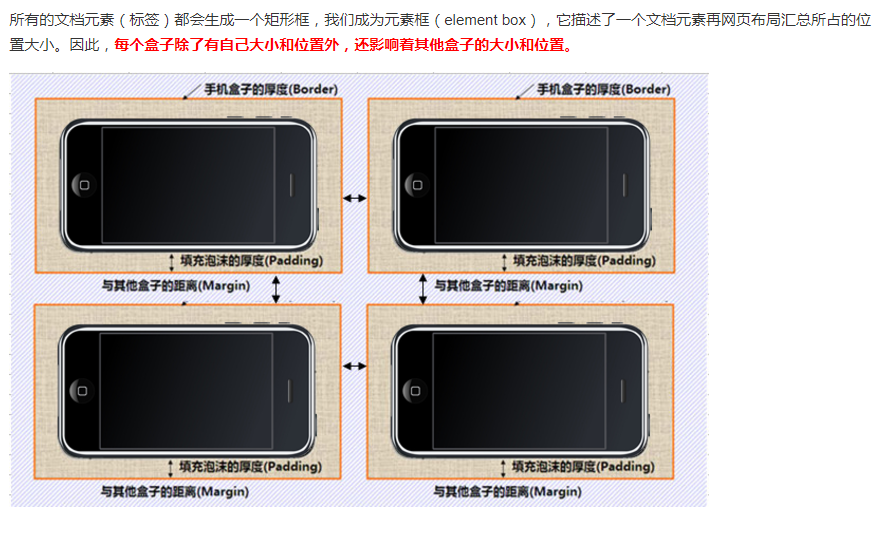 所有的文档元素（标签）都会生成一个矩形框，我们成为元素框（element box），它描述了一个文档元素再网页布局汇总所占的位
置大小。因此，每个盒子除了有自己大小和位置外，还影响着其他盒子的大小和位置。
手机盒子的厚度(Border)
手机盒子的厚度(Border)
填充泡沫的厚度(Padding)
填充泡沫的厚度(Padding)
与其他盒子的距离(Margin)
与其他盒子的距离(Margin)
填充泡沫的厚度(Padding)
填充泡沫的厚度(Padding)
与其他盒子的距离(Margin)
与其他盒子的距离(Margin)